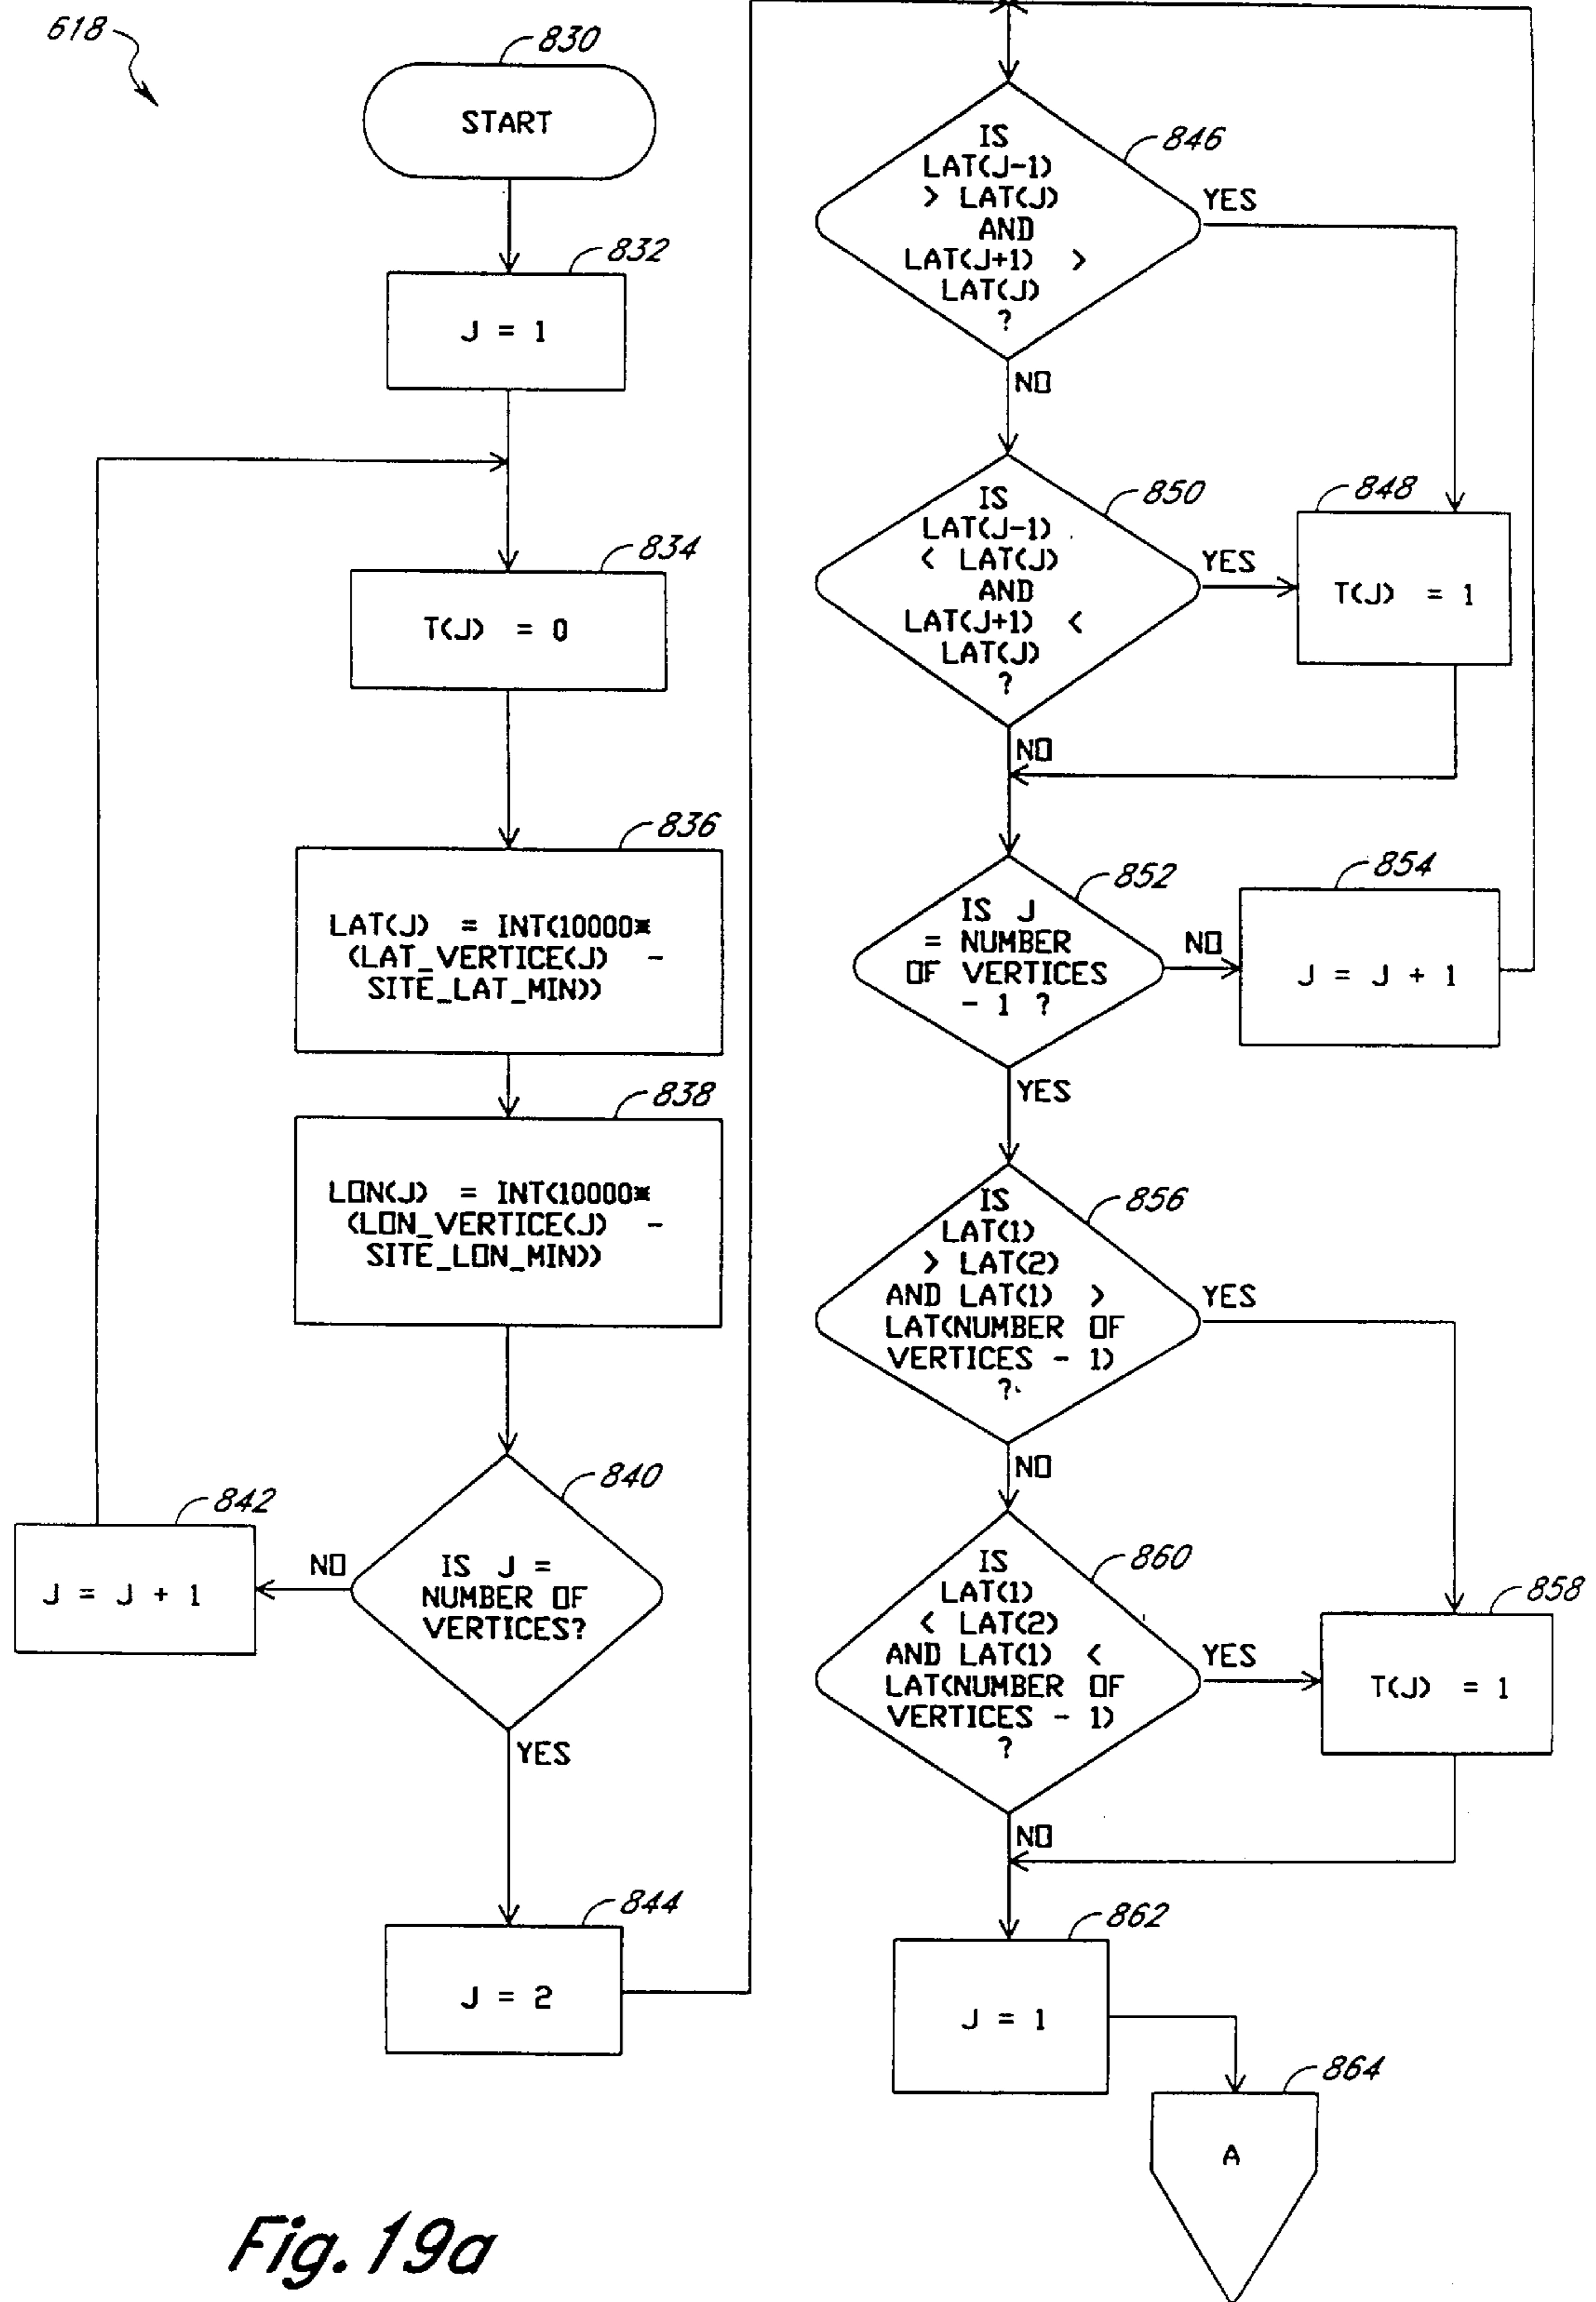 618
830
START
832
J = 1
834
T(J) = 0
836
LAT(J) = INT(10000*
(LAT_VERTICE(J) -
SITE_LAT_MIN))
838
LON(J) = INT(10000*
(LON_VERTICE(J) -
SITE_LON_MIN))
840
IS J =
NUMBER OF
VERTICES?
NO
842
J = J + 1
YES
844
J = 2
846
IS
LAT(J-1)
> LAT(J)
AND
LAT(J+1) >
LAT(J)
?
YES
NO
850
IS
LAT(J-1)
< LAT(J)
AND
LAT(J+1) <
LAT(J)
?
YES
848
T(J) = 1
NO
852
IS J
= NUMBER
OF VERTICES
- 1 ?
NO
854
J = J + 1
YES
856
IS
LAT(1)
> LAT(2)
AND LAT(1) >
LAT(NUMBER OF
VERTICES - 1)
?
YES
NO
860
IS
LAT(1)
< LAT(2)
AND LAT(1) <
LAT(NUMBER OF
VERTICES - 1)
?
YES
858
T(J) = 1
NO
862
J = 1
864
A
Fig. 19a